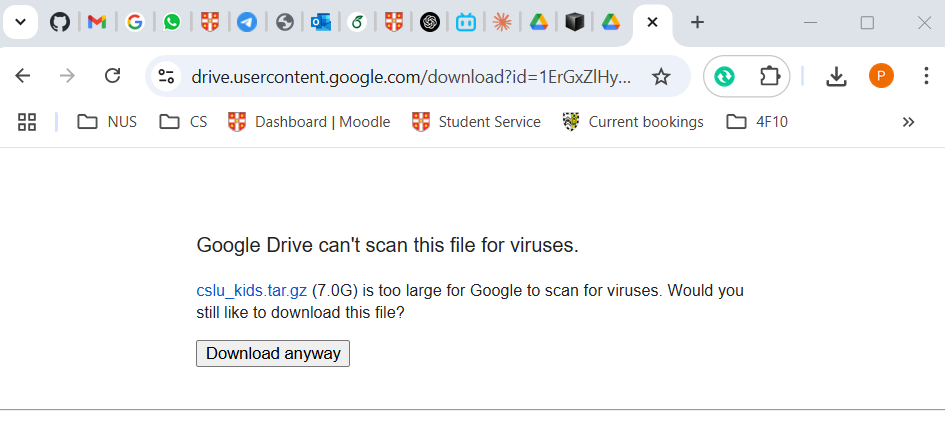 drive.usercontent.google.com/download?id=1ErGxZlHy...
P
NUS
CS
Dashboard | Moodle
Student Service
Current bookings
4F10
Google Drive can't scan this file for viruses.
cslu_kids.tar.gz (7.0G) is too large for Google to scan for viruses. Would you
still like to download this file?
Download anyway